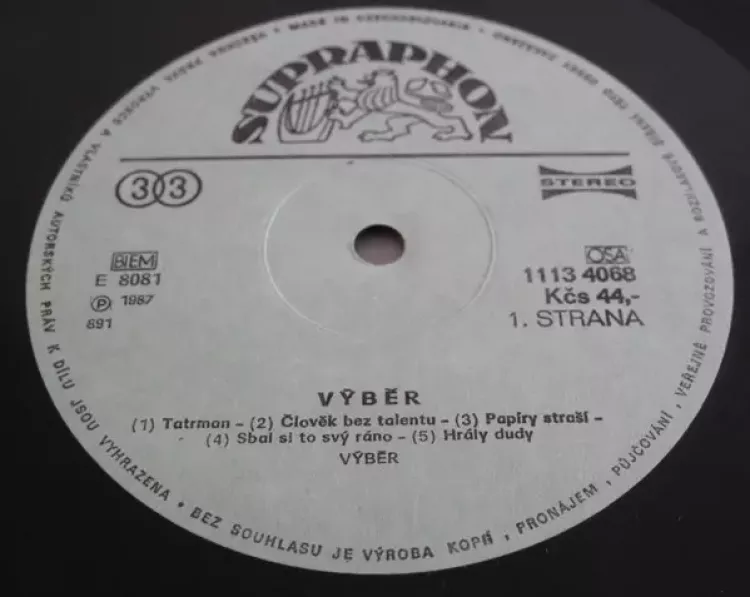 MADE IN CZECHOSLOVAKIA
SUPRAPHON
33
STEREO
BIEM
E 8081
Ⓟ 1987
691
OSA
1113 4068
Kčs 44,-
1. STRANA
VÝBĚR
(1) Tatrman - (2) Člověk bez talentu - (3) Papíry straší -
(4) Sbal si to svý ráno - (5) Hrály dudy
VÝBĚR
A VLASTNÍKŮ AUTORSKÝCH PRÁV K DÍLU JSOU VYHRAZENA • BEZ SOUHLASU JE VÝROBA KOPIÍ, PRONÁJEM, PŮJČOVÁNÍ, VEŘEJNÉ PROVOZOVÁNÍ A ROZHLASOVÉ